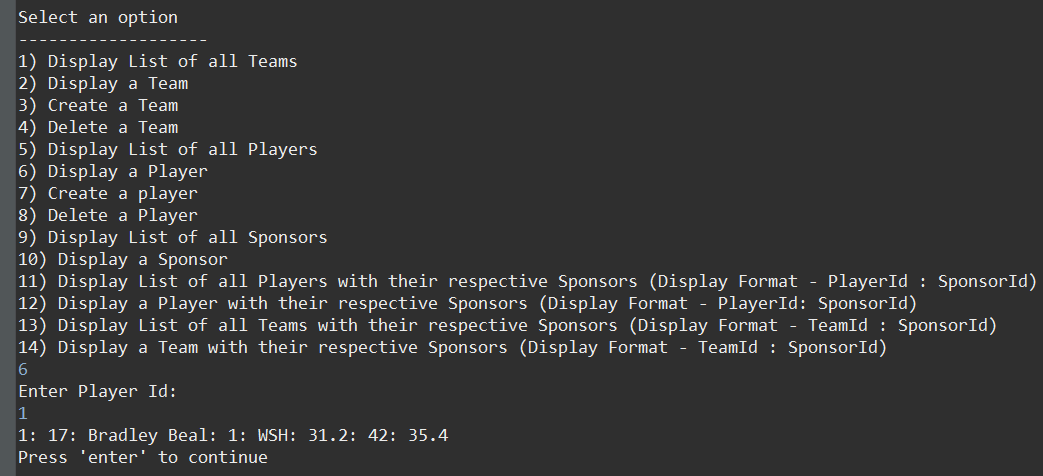 Select an option
-------------------
1) Display List of all Teams
2) Display a Team
3) Create a Team
4) Delete a Team
5) Display List of all Players
6) Display a Player
7) Create a player
8) Delete a Player
9) Display List of all Sponsors
10) Display a Sponsor
11) Display List of all Players with their respective Sponsors (Display Format - PlayerId : SponsorId)
12) Display a Player with their respective Sponsors (Display Format - PlayerId: SponsorId)
13) Display List of all Teams with their respective Sponsors (Display Format - TeamId : SponsorId)
14) Display a Team with their respective Sponsors (Display Format - TeamId : SponsorId)
6
Enter Player Id:
1
1: 17: Bradley Beal: 1: WSH: 31.2: 42: 35.4
Press 'enter' to continue